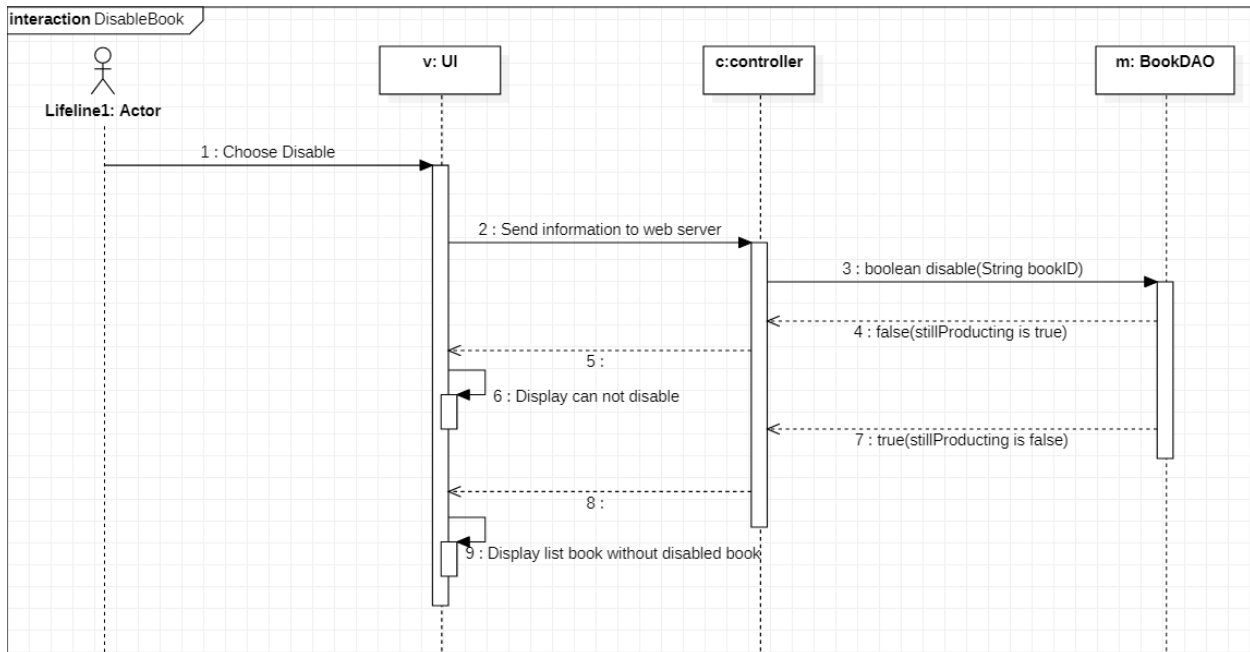 interaction DisableBook
Lifeline1: Actor
v: UI
c:controller
m: BookDAO
1 : Choose Disable
2 : Send information to web server
3 : boolean disable(String bookID)
4 : false(stillProducting is true)
5 :
6 : Display can not disable
7 : true(stillProducting is false)
8 :
9 : Display list book without disabled book